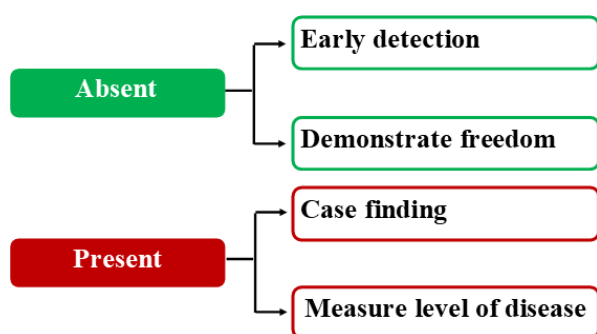 Absent
Early detection
Demonstrate freedom
Present
Case finding
Measure level of disease